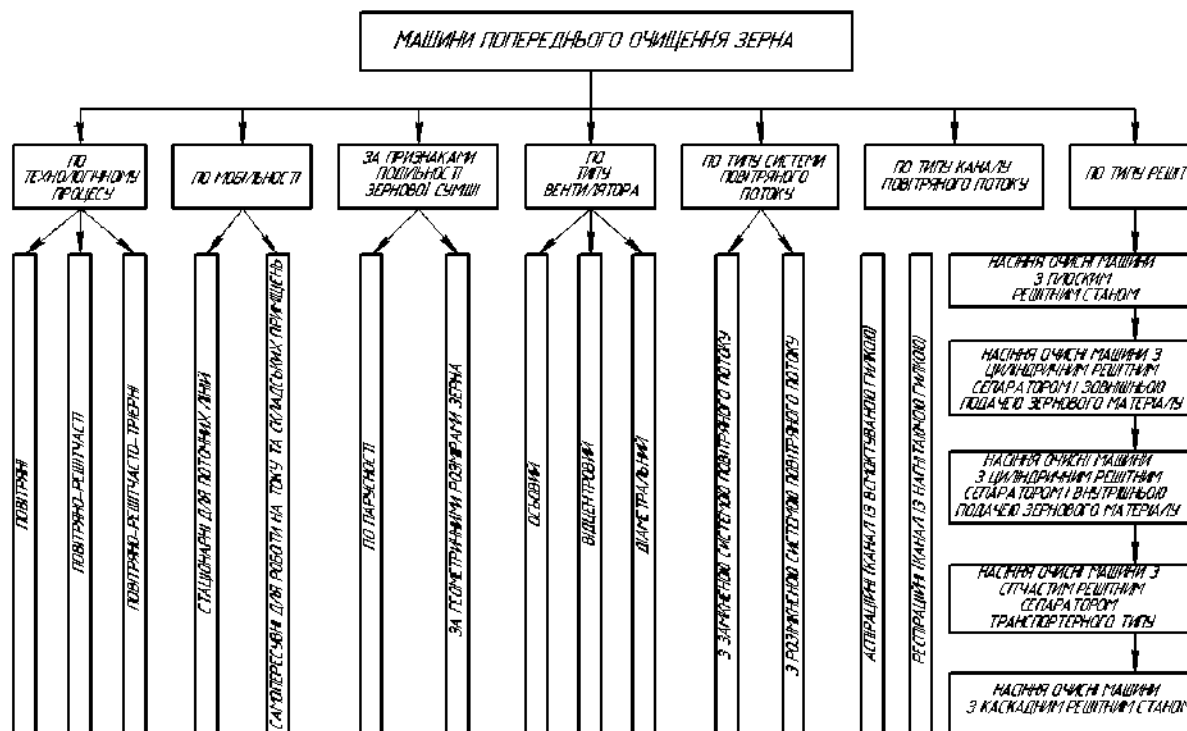 МАШИНИ ПОПЕРЕДНЬОГО ОЧИЩЕННЯ ЗЕРНА
ПО
ТЕХНОЛОГІЧНОМУ
ПРОЦЕСУ
ПО МОБІЛЬНОСТІ
ЗА ПРИЗНАКАМИ
ПОДІЛЬНОСТІ
ЗЕРНОВОЇ СУМІШІ
ПО
ТИПУ
ВЕНТИЛЯТОРА
ПО ТИПУ СИСТЕМИ
ПОВІТРЯНОГО
ПОТОКУ
ПО ТИПУ КАНАЛУ
ПОВІТРЯНОГО ПОТОКУ
ПО ТИПУ РЕШІТ
ПОВІТРЯНІ
ПОВІТРЯНО-РЕШІТЧАСТІ
ПОВІТРЯНО-РЕШІТЧАСТО-ТРІЄРНІ
СТАЦІОНАРНІ ДЛЯ ПОТОЧНИХ ЛІНІЙ
САМОПЕРЕСУВНІ ДЛЯ РОБОТИ НА ТОКУ ТА СКЛАДСЬКИХ ПРИМІЩЕНЬ
ПО ПАРУСНОСТІ
ЗА ГЕОМЕТРИЧНИМИ РОЗМІРАМИ ЗЕРНА
ОСЬОВИЙ
ВІДЦЕНТРОВИЙ
ДІАМЕТРАЛЬНИЙ
З ЗАМКНЕНОЮ СИСТЕМОЮ ПОВІТРЯНОГО ПОТОКУ
З РОЗІМКНЕНОЮ СИСТЕМОЮ ПОВІТРЯНОГО ПОТОКУ
АСПІРАЦІЙНІ (КАНАЛ ІЗ ВСМОКТУВАНОЮ ГИЛКОЮ)
РЕСПІРАЦІЙНІ (КАНАЛ ІЗ НАГНІТАЮЧОЮ ГИЛКОЮ)
НАСІННЯ ОЧИСНІ МАШИНИ
З ПЛОСКИМ
РЕШІТНИМ СТАНОМ
НАСІННЯ ОЧИСНІ МАШИНИ З
ЦИЛІНДРИЧНИМ РЕШІТНИМ
СЕПАРАТОРОМ І ЗОВНІШНЬОЮ
ПОДАЧЕЮ ЗЕРНОВОГО МАТЕРІАЛУ
НАСІННЯ ОЧИСНІ МАШИНИ
З ЦИЛІНДРИЧНИМ РЕШІТНИМ
СЕПАРАТОРОМ І ВНУТРІШНЬОЮ
ПОДАЧЕЮ ЗЕРНОВОГО МАТЕРІАЛУ
НАСІННЯ ОЧИСНІ МАШИНИ З
СІТЧАСТИМ РЕШІТНИМ
СЕПАРАТОРОМ
ТРАНСПОРТЕРНОГО ТИПУ
НАСІННЯ ОЧИСНІ МАШИНИ
З КАСКАДНИМ РЕШІТНИМ СТАНОМ